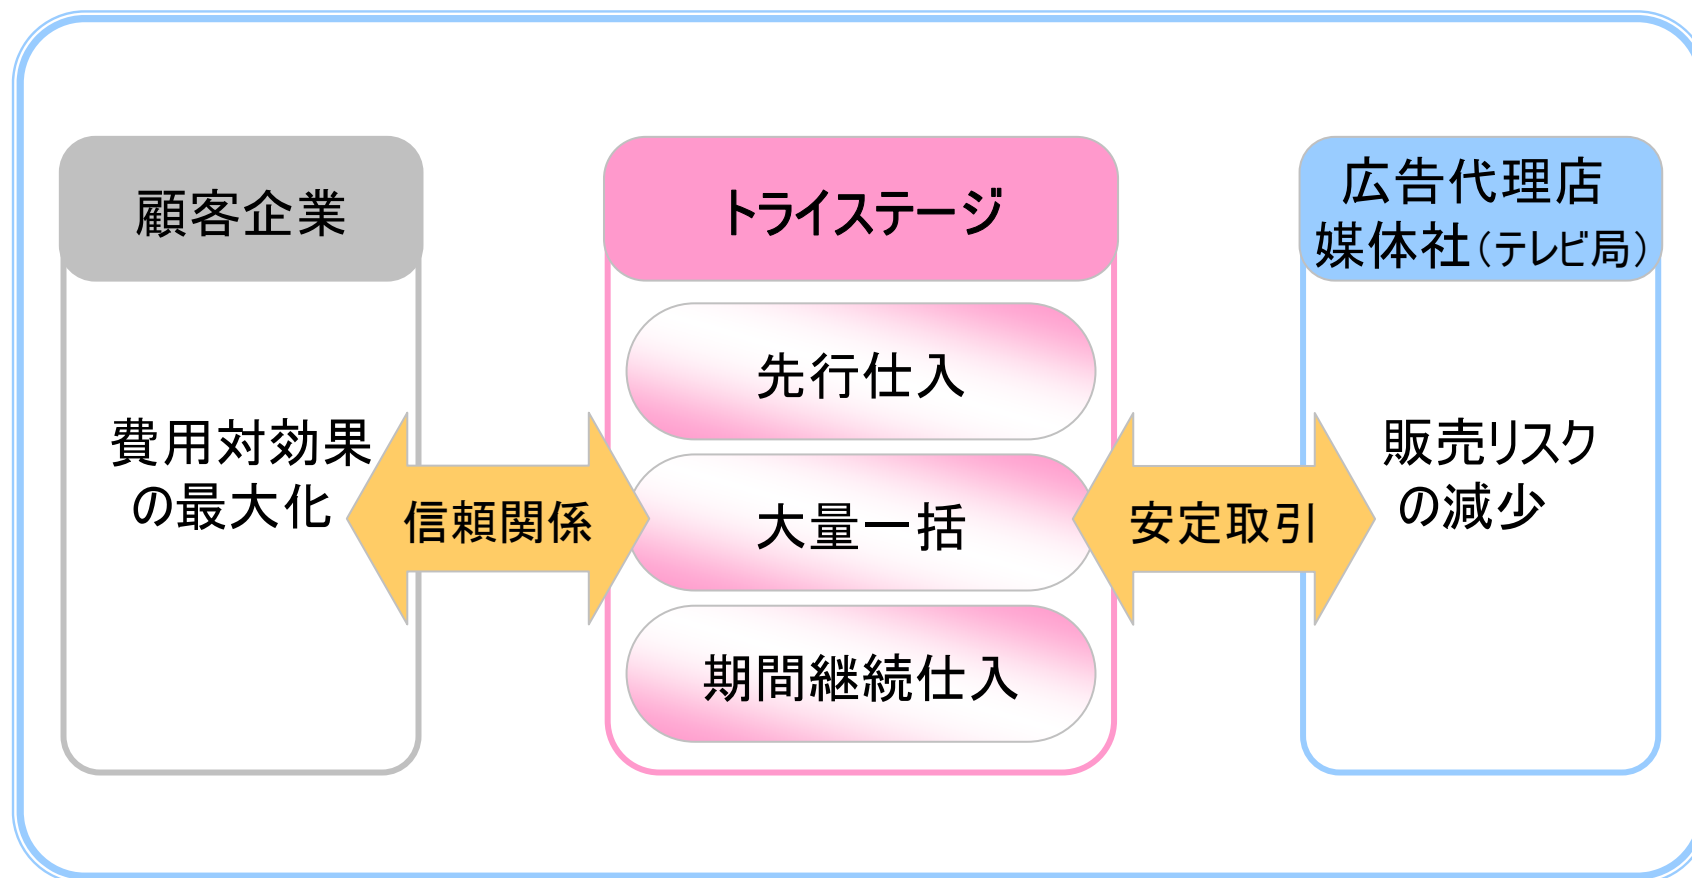 顧客企業
費用対効果
の最大化
信頼関係
トライステージ
先行仕入
大量一括
期間継続仕入
安定取引
広告代理店
媒体社（テレビ局）
販売リスク
の減少